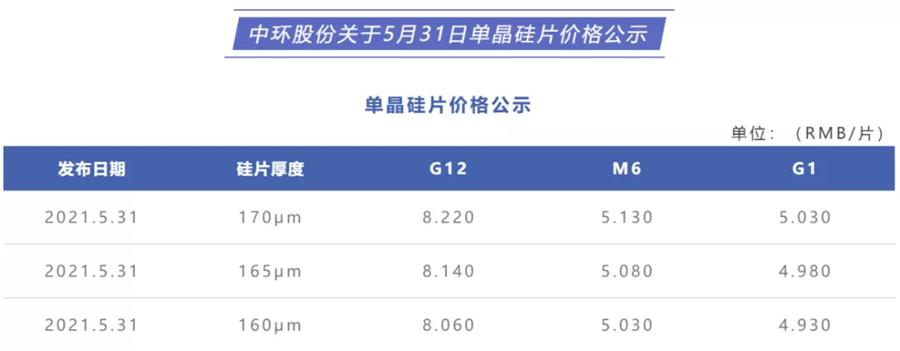 中环股份关于5月31日单晶硅片价格公示
单晶硅片价格公示
单位：（RMB/片）
发布日期 硅片厚度 G12 M6 G1
2021.5.31 170μm 8.220 5.130 5.030
2021.5.31 165μm 8.140 5.080 4.980
2021.5.31 160μm 8.060 5.030 4.930